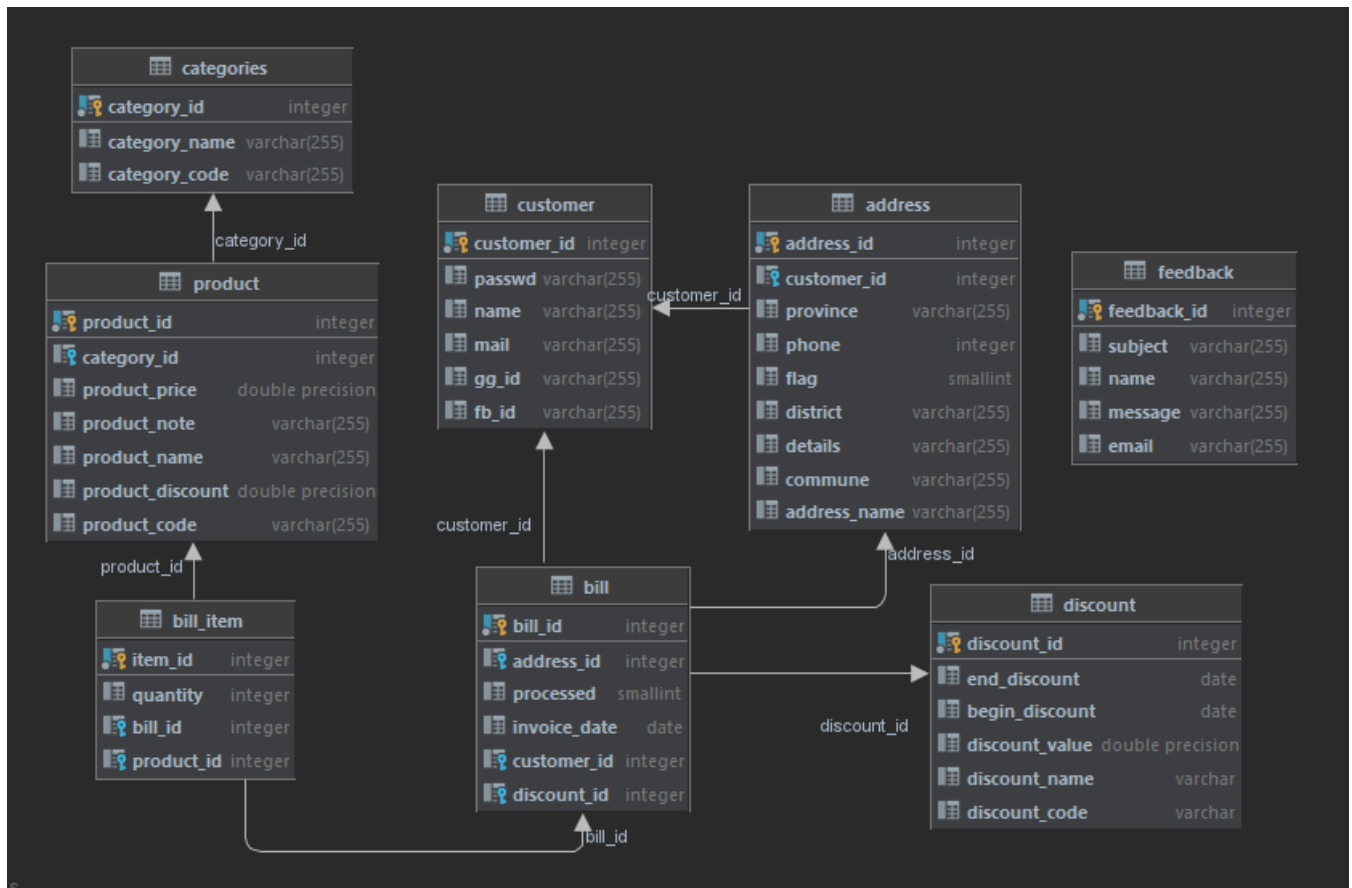 categories
category_id integer
category_name varchar(255)
category_code varchar(255)
category_id
product
product_id integer
category_id integer
product_price double precision
product_note varchar(255)
product_name varchar(255)
product_discount double precision
product_code varchar(255)
product_id
bill_item
item_id integer
quantity integer
bill_id integer
product_id integer
customer
customer_id integer
passwd varchar(255)
name varchar(255)
mail varchar(255)
gg_id varchar(255)
fb_id varchar(255)
customer_id
customer_id
address
address_id integer
customer_id integer
province varchar(255)
phone integer
flag smallint
district varchar(255)
details varchar(255)
commune varchar(255)
address_name varchar(255)
address_id
bill
bill_id integer
address_id integer
processed smallint
invoice_date date
customer_id integer
discount_id integer
bill_id
discount_id
feedback
feedback_id integer
subject varchar(255)
name varchar(255)
message varchar(255)
email varchar(255)
discount
discount_id integer
end_discount date
begin_discount date
discount_value double precision
discount_name varchar
discount_code varchar